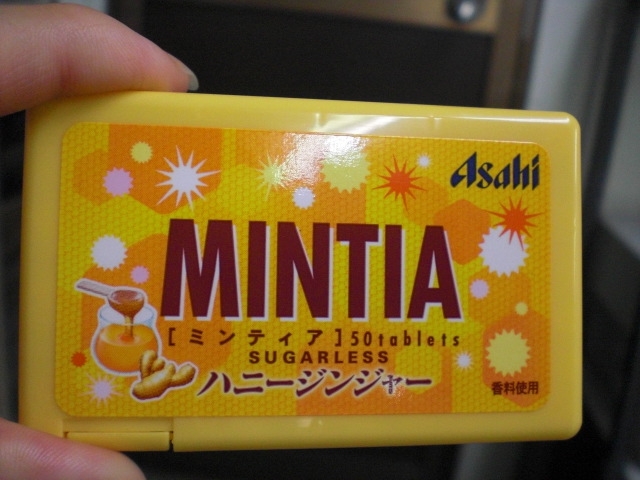 Asahi
MINTIA
[ミンティア]50tablets
SUGARLESS
ハニージンジャー
香料使用